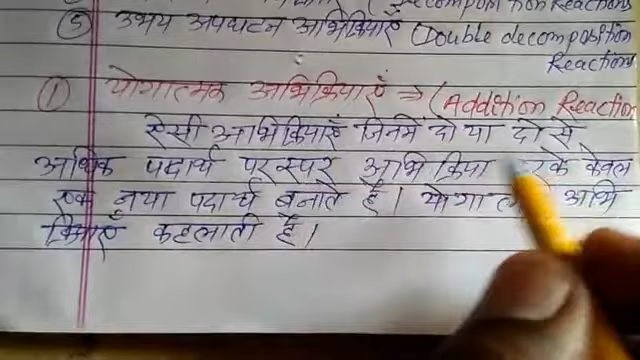 (Decomposition Reactions
⑤ उभय अपघटन अभिक्रियाएँ (Double decomposition
Reaction)
① योगात्मक अभिक्रियाएँ ⇒ (Addition Reaction
ऐसी अभिक्रियाएँ जिनमें दो या दो से
अधिक पदार्थ परस्पर अभिक्रिया करके केवल
एक नया पदार्थ बनाते हैं। योगात्मक अभि
क्रियाएँ कहलाती हैं।